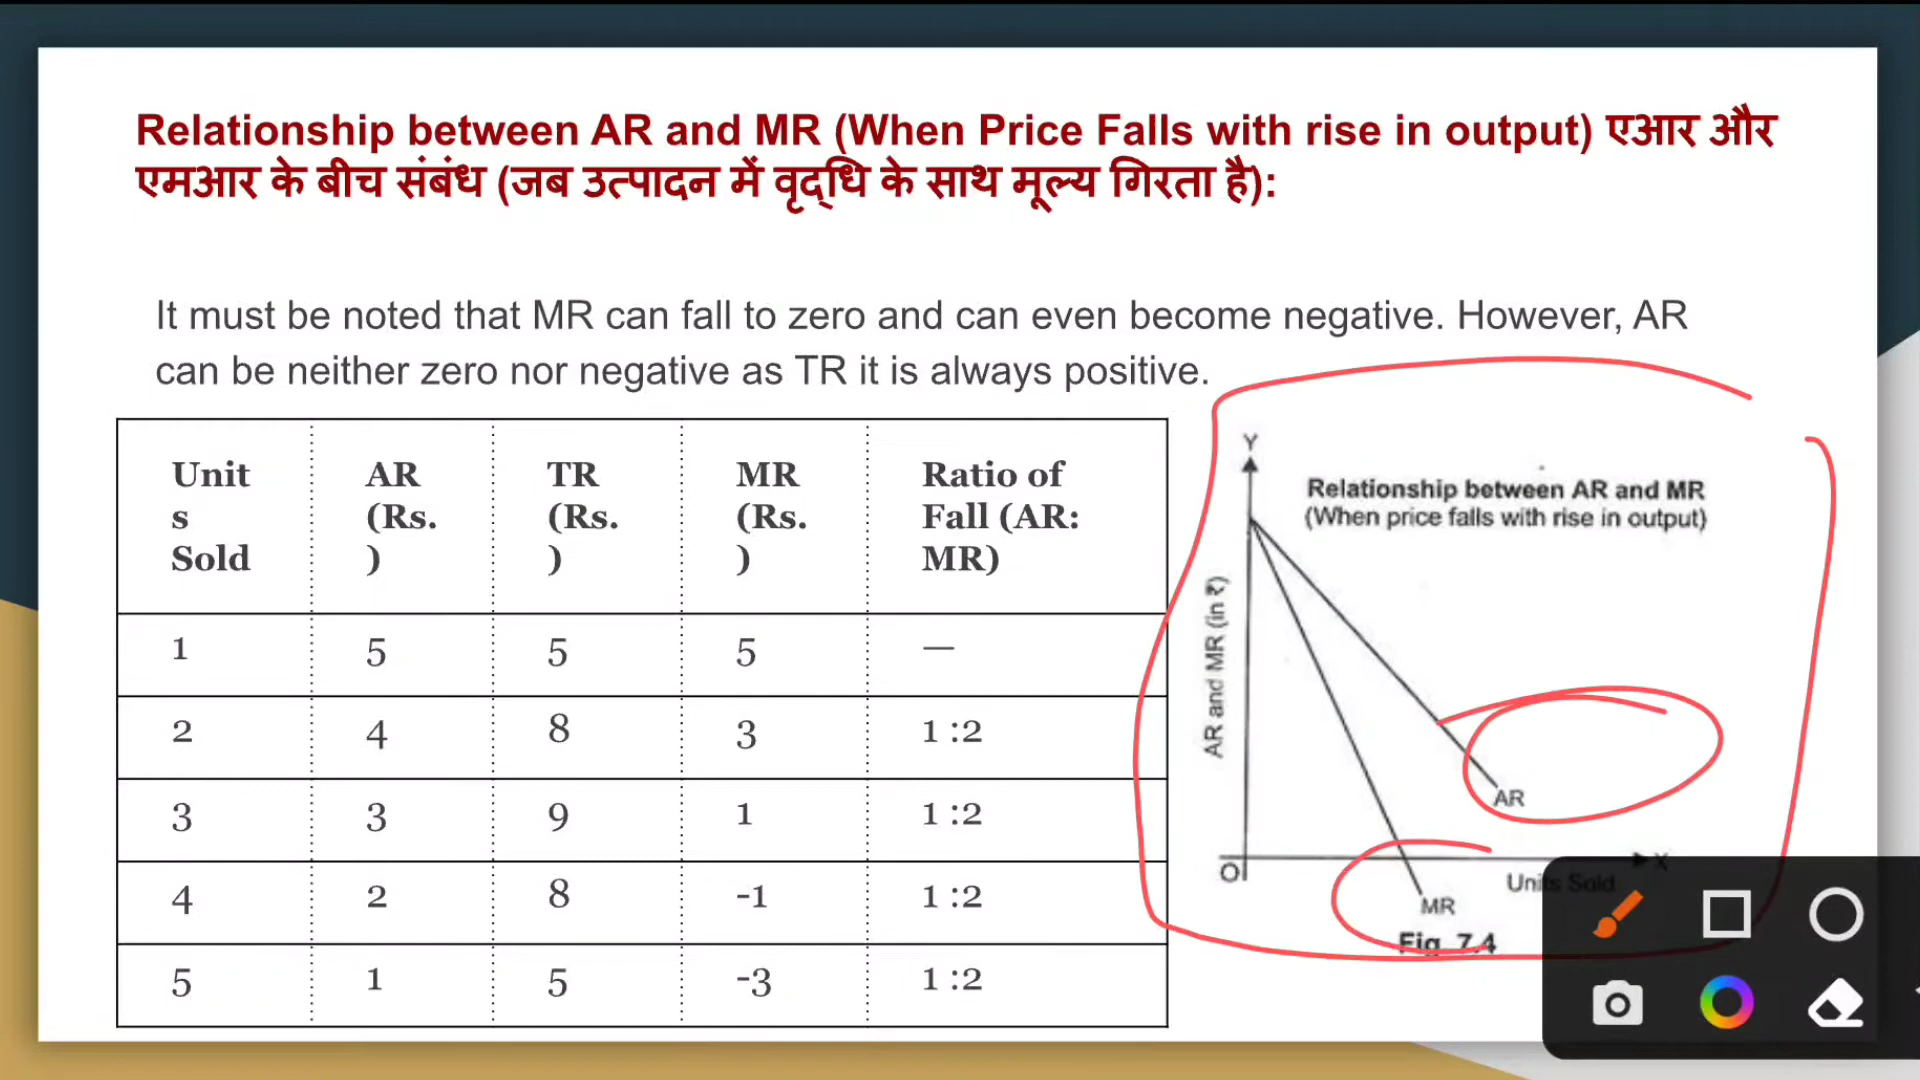 Relationship between AR and MR (When Price Falls with rise in output) एआर और
एमआर के बीच संबंध (जब उत्पादन में वृद्धि के साथ मूल्य गिरता है):
It must be noted that MR can fall to zero and can even become negative. However, AR
can be neither zero nor negative as TR it is always positive.
Unit
s
Sold
AR
(Rs.
)
TR
(Rs.
)
MR
(Rs.
)
Ratio of
Fall (AR:
MR)
1 5 5 5 —
2 4 8 3 1 :2
3 3 9 1 1 :2
4 2 8 -1 1 :2
5 1 5 -3 1 :2
Y
Relationship between AR and MR
(When price falls with rise in output)
AR and MR (in ₹)
AR
O
X
Units Sold
MR
Fig. 7.4